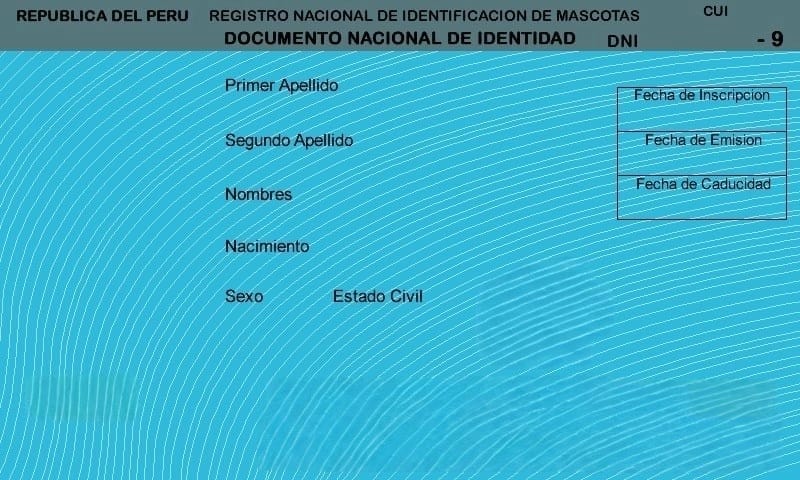 REPUBLICA DEL PERU REGISTRO NACIONAL DE IDENTIFICACION DE MASCOTAS CUI
DOCUMENTO NACIONAL DE IDENTIDAD DNI - 9
Primer Apellido
Fecha de Inscripcion
Segundo Apellido
Fecha de Emision
Fecha de Caducidad
Nombres
Nacimiento
Sexo Estado Civil